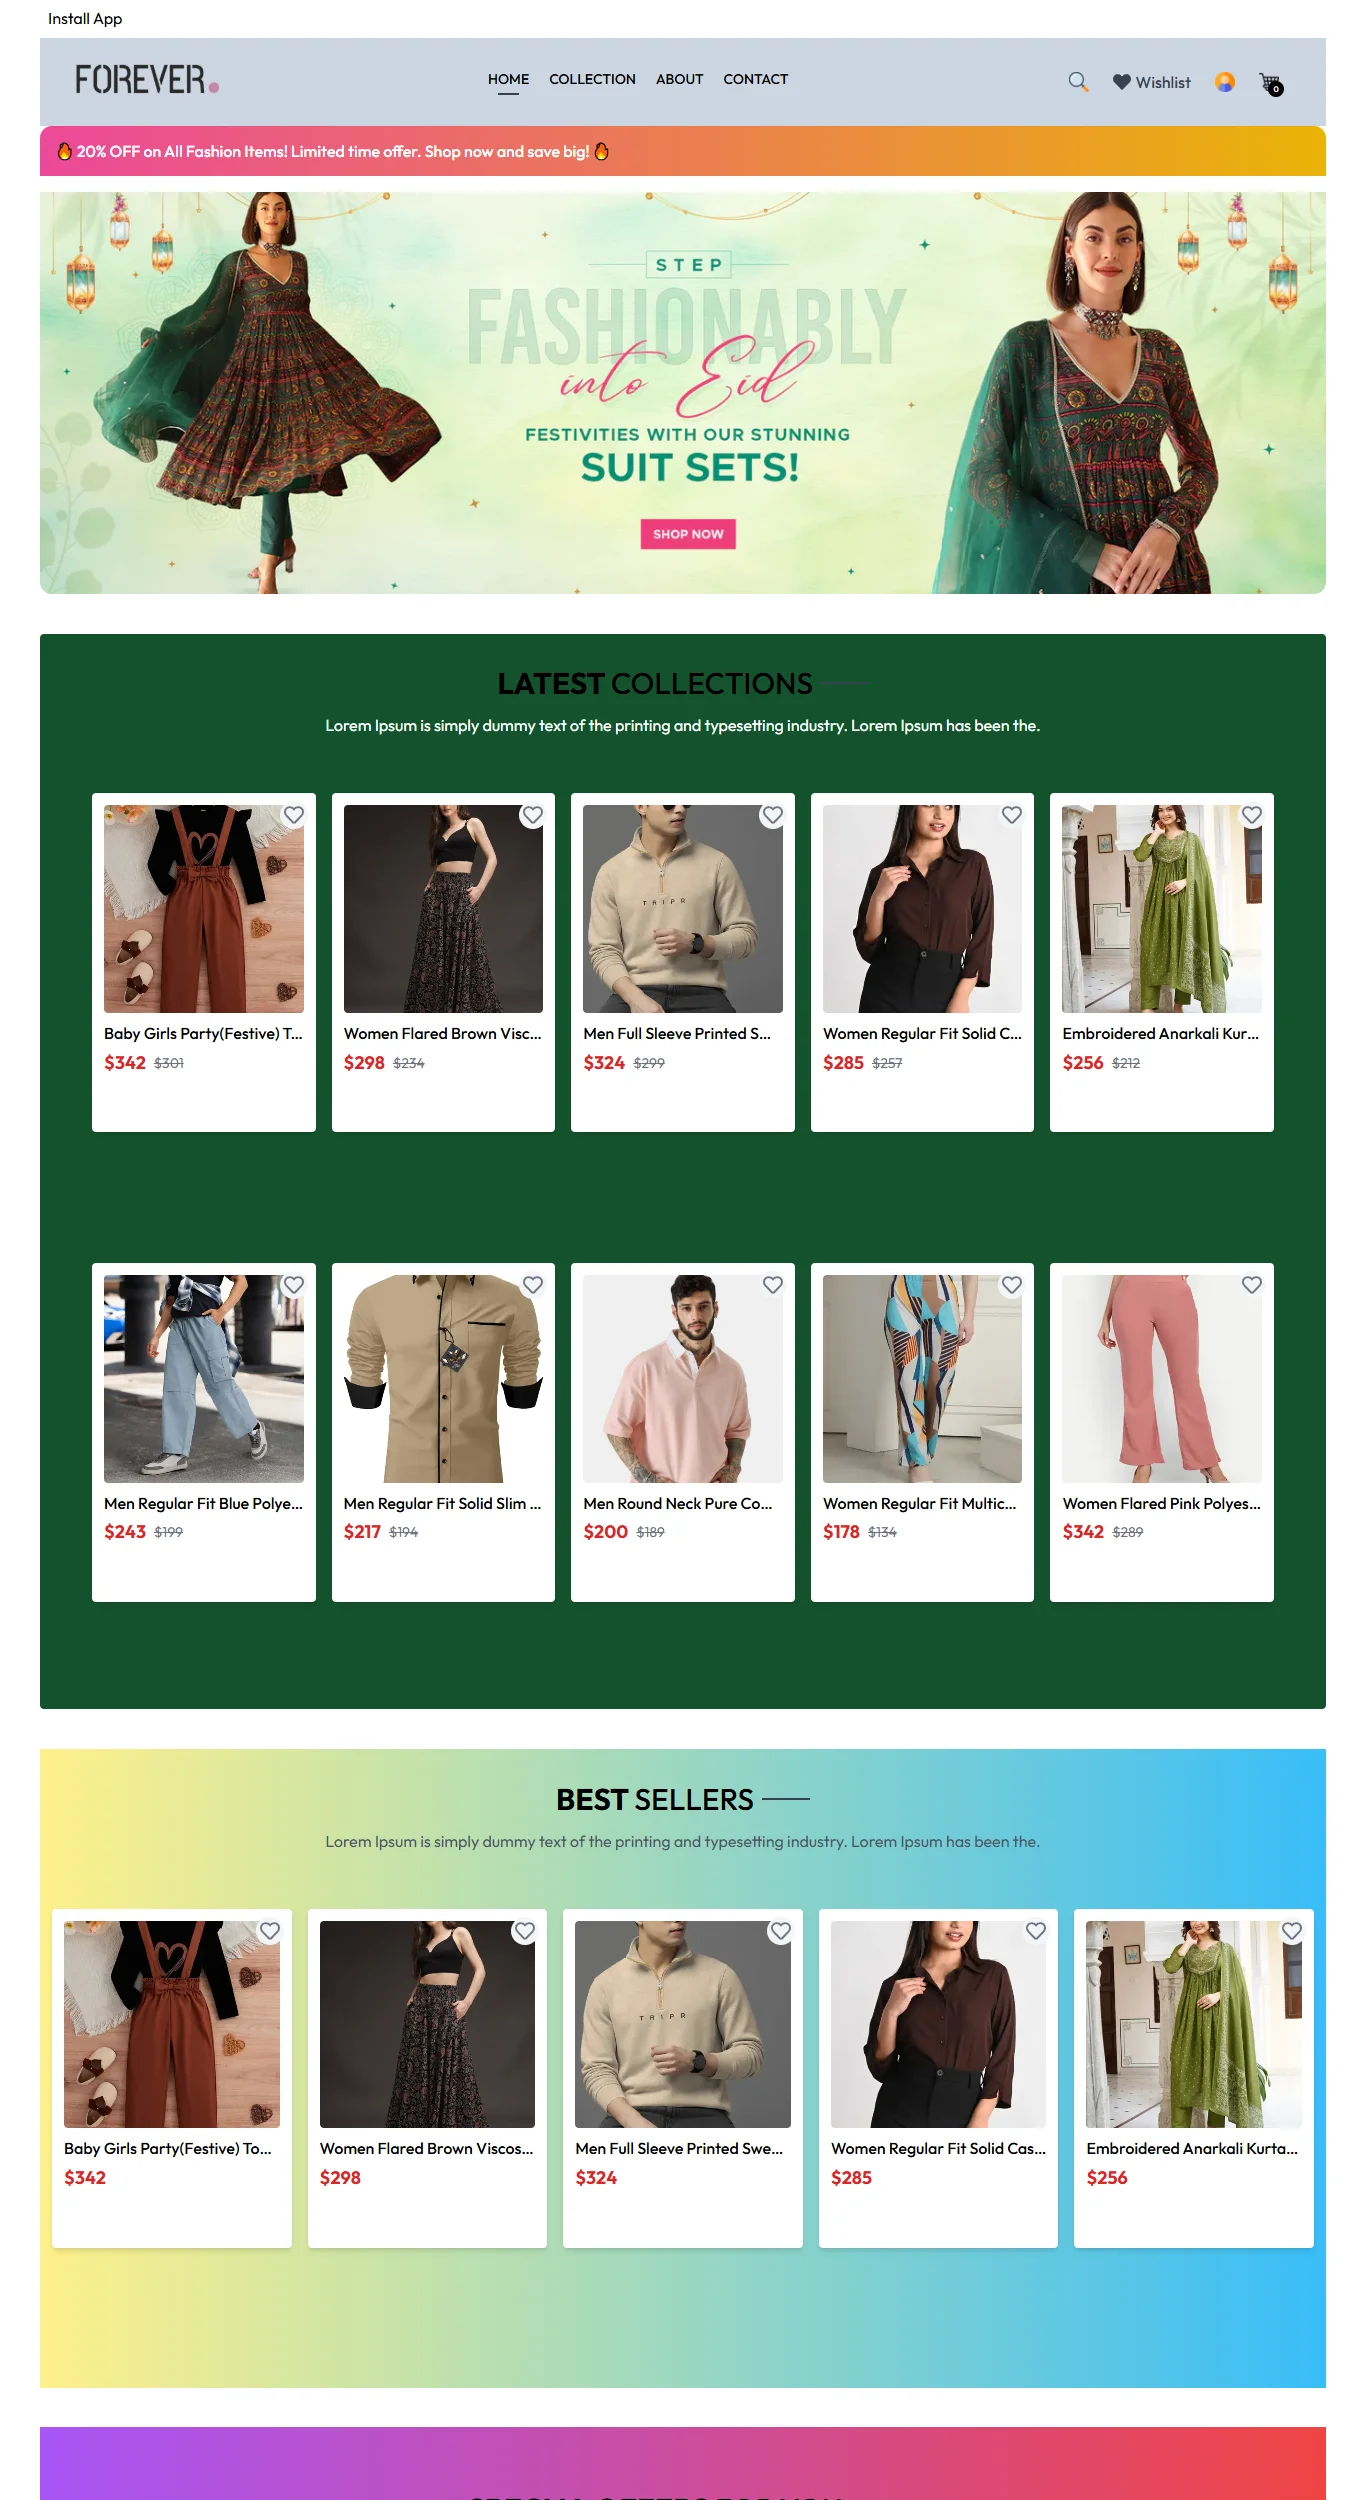 Install App
FOREVER.
HOME COLLECTION ABOUT CONTACT
Wishlist
0
🔥 20% OFF on All Fashion Items! Limited time offer. Shop now and save big! 🔥
STEP
FASHIONABLY
into Eid
FESTIVITIES WITH OUR STUNNING
SUIT SETS!
SHOP NOW
LATEST COLLECTIONS
Lorem Ipsum is simply dummy text of the printing and typesetting industry. Lorem Ipsum has been the.
TRIPR
Baby Girls Party(Festive) T... Women Flared Brown Visc... Men Full Sleeve Printed S... Women Regular Fit Solid C... Embroidered Anarkali Kur...
$342 $301 $298 $234 $324 $299 $285 $257 $256 $212
Men Regular Fit Blue Polye... Men Regular Fit Solid Slim ... Men Round Neck Pure Co... Women Regular Fit Multic... Women Flared Pink Polyes...
$243 $199 $217 $194 $200 $189 $178 $134 $342 $289
BEST SELLERS
Lorem Ipsum is simply dummy text of the printing and typesetting industry. Lorem Ipsum has been the.
TRIPR
Baby Girls Party(Festive) To... Women Flared Brown Viscos... Men Full Sleeve Printed Swe... Women Regular Fit Solid Cas... Embroidered Anarkali Kurta...
$342 $298 $324 $285 $256